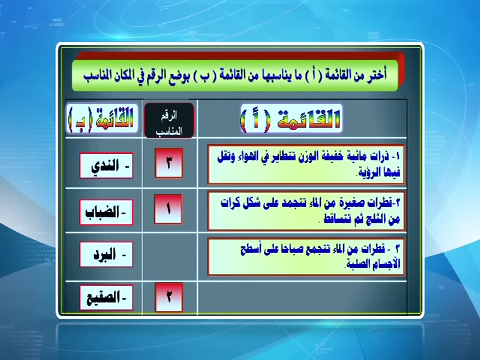 أختر من القائمة ( أ ) ما يناسبها من القائمة ( ب ) بوضع الرقم في المكان المناسب
القائمة ( أ )
الرقم المناسب
القائمة ( ب )
١- ذرات مائية خفيفة الوزن تتطاير في الهواء وتقل
فيها الرؤية.
٣
- الندي
٢-قطرات صغيرة من الماء تتجمد على شكل كرات
من الثلج ثم تتساقط .
١
- الضباب
٣ - قطرات من الماء تتجمع صباحا على أسطح
الأجسام الصلبة
- البرد
٢
- الصقيع